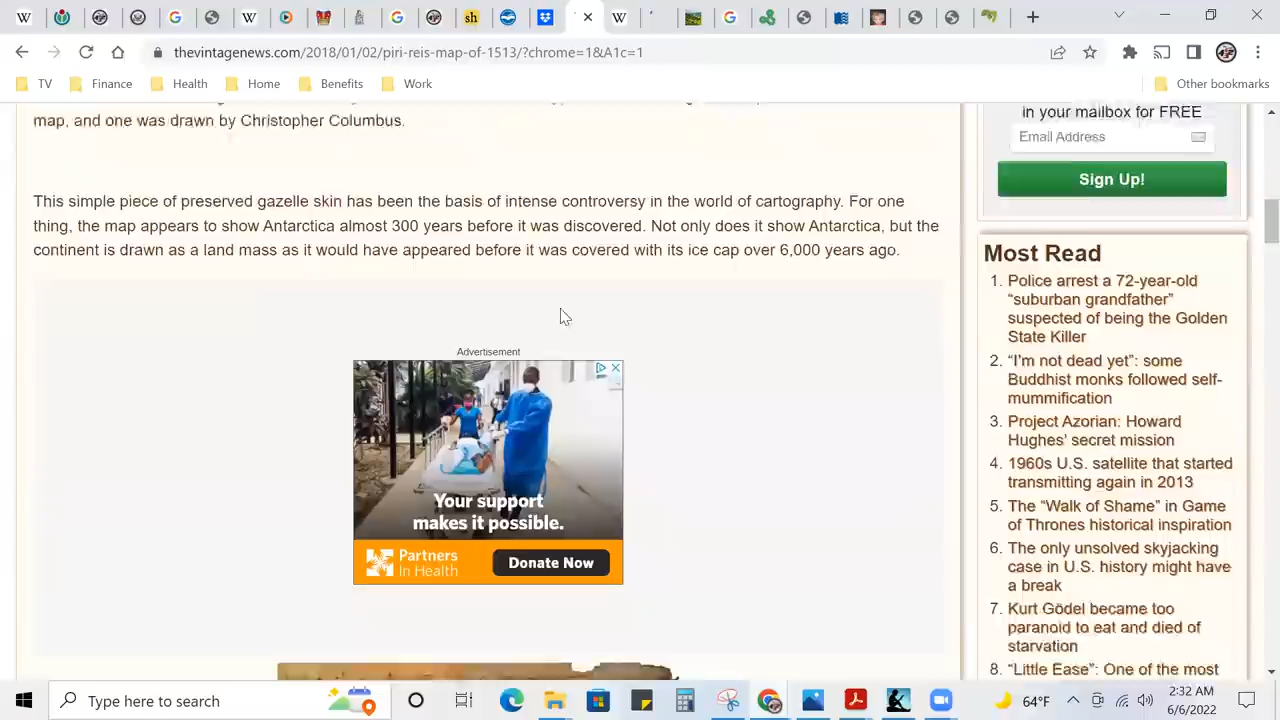 thevintagenews.com/2018/01/02/piri-reis-map-of-1513/?chrome=1&A1c=1
TV Finance Health Home Benefits Work Other bookmarks
map, and one was drawn by Christopher Columbus.
This simple piece of preserved gazelle skin has been the basis of intense controversy in the world of cartography. For one
thing, the map appears to show Antarctica almost 300 years before it was discovered. Not only does it show Antarctica, but the
continent is drawn as a land mass as it would have appeared before it was covered with its ice cap over 6,000 years ago.
Advertisement
Your support
makes it possible.
Partners
In Health
Donate Now
in your mailbox for FREE
Email Address
Sign Up!
Most Read
1. Police arrest a 72-year-old
“suburban grandfather”
suspected of being the Golden
State Killer
2. “I’m not dead yet”: some
Buddhist monks followed self-
mummification
3. Project Azorian: Howard
Hughes’ secret mission
4. 1960s U.S. satellite that started
transmitting again in 2013
5. The “Walk of Shame” in Game
of Thrones historical inspiration
6. The only unsolved skyjacking
case in U.S. history might have
a break
7. Kurt Gödel became too
paranoid to eat and died of
starvation
8. “Little Ease”: One of the most
Type here to search
64°F
2:32 AM
6/6/2022